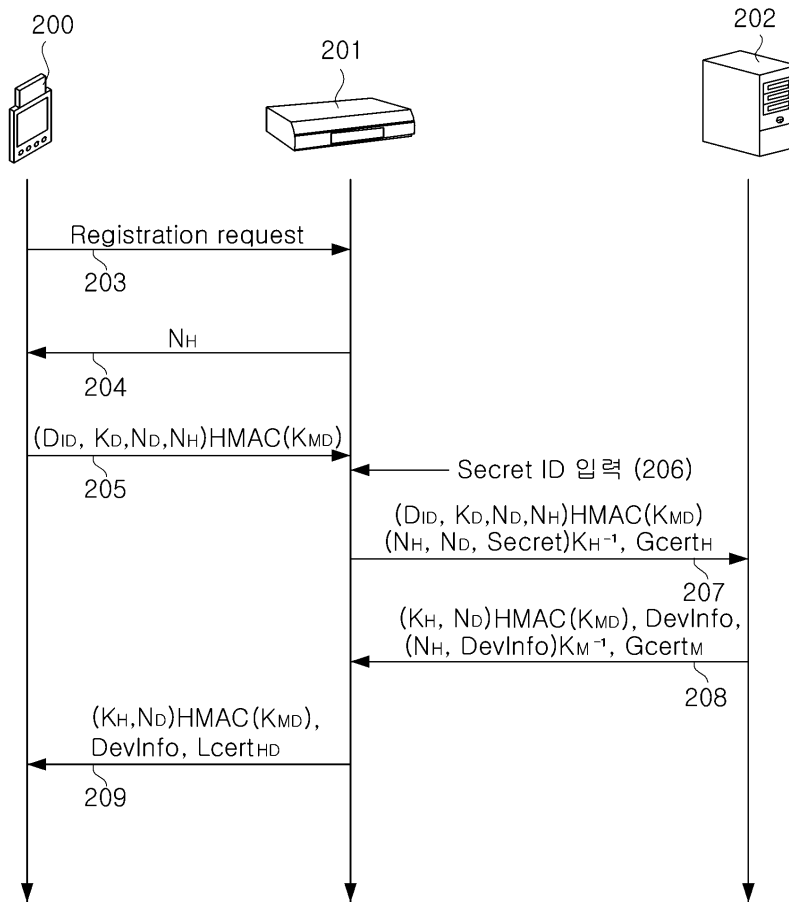 200
201
202
Registration request
203
NH
204
(DID, KD,ND,NH)HMAC(KMD)
205
Secret ID 입력 (206)
(DID, KD,ND,NH)HMAC(KMD)
(NH, ND, Secret)KH⁻¹, GcertH
207
(KH, ND)HMAC(KMD), DevInfo,
(NH, DevInfo)KM⁻¹, GcertM
208
(KH,ND)HMAC(KMD),
DevInfo, LcertHD
209